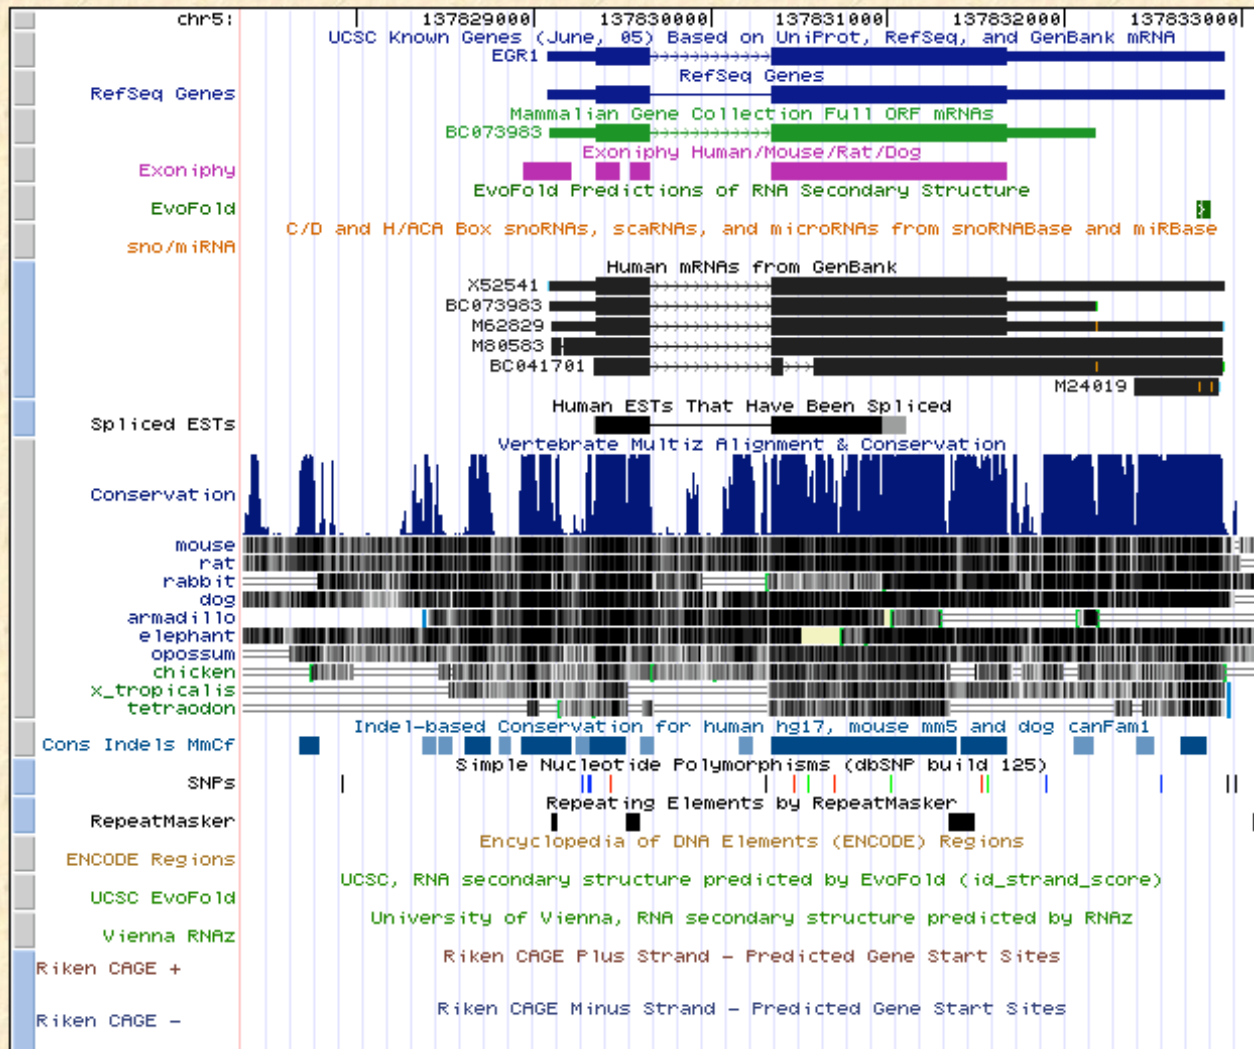 chr5: 137829000 137830000 137831000 137832000 137833000
UCSC Known Genes (June, 05) Based on UniProt, RefSeq, and GenBank mRNA
EGR1
RefSeq Genes
RefSeq Genes
Mammalian Gene Collection Full ORF mRNAs
BC073983
Exoniphy Human/Mouse/Rat/Dog
Exoniphy
EvoFold Predictions of RNA Secondary Structure
EvoFold
C/D and H/ACA Box snoRNAs, scaRNAs, and microRNAs from snoRNABase and miRBase
sno/miRNA
Human mRNAs from GenBank
X52541
BC073983
M62829
M80583
BC041701
M24019
Human ESTs That Have Been Spliced
Spliced ESTs
Vertebrate Multiz Alignment & Conservation
Conservation
mouse
rat
rabbit
dog
armadillo
elephant
opossum
chicken
x_tropicalis
tetraodon
Indel-based Conservation for human hg17, mouse mm5 and dog canFam1
Cons Indels MmCf
Simple Nucleotide Polymorphisms (dbSNP build 125)
SNPs
Repeating Elements by RepeatMasker
RepeatMasker
Encyclopedia of DNA Elements (ENCODE) Regions
ENCODE Regions
UCSC, RNA secondary structure predicted by EvoFold (id_strand_score)
UCSC EvoFold
University of Vienna, RNA secondary structure predicted by RNAz
Vienna RNAz
Riken CAGE Plus Strand - Predicted Gene Start Sites
Riken CAGE +
Riken CAGE Minus Strand - Predicted Gene Start Sites
Riken CAGE -